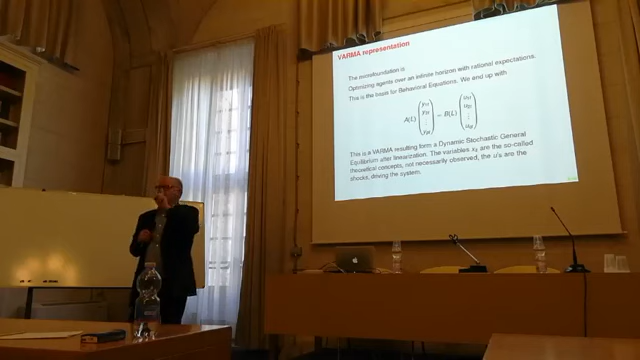 VARMA representation
The microfoundation is
Optimizing agents over an infinite horizon with rational expectations.
This is the basis for Behavioral Equations. We end up with
A(L) = B(L)
This is a VARMA resulting form a Dynamic Stochastic General
Equilibrium after linearization. The variables are the so-called
theoretical concepts, not necessarily observed, the u's are the
shocks, driving the system.